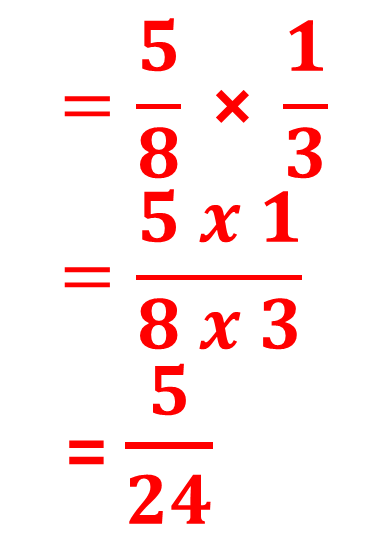 = 5/8 × 1/3
= 5 x 1 / 8 x 3
= 5/24